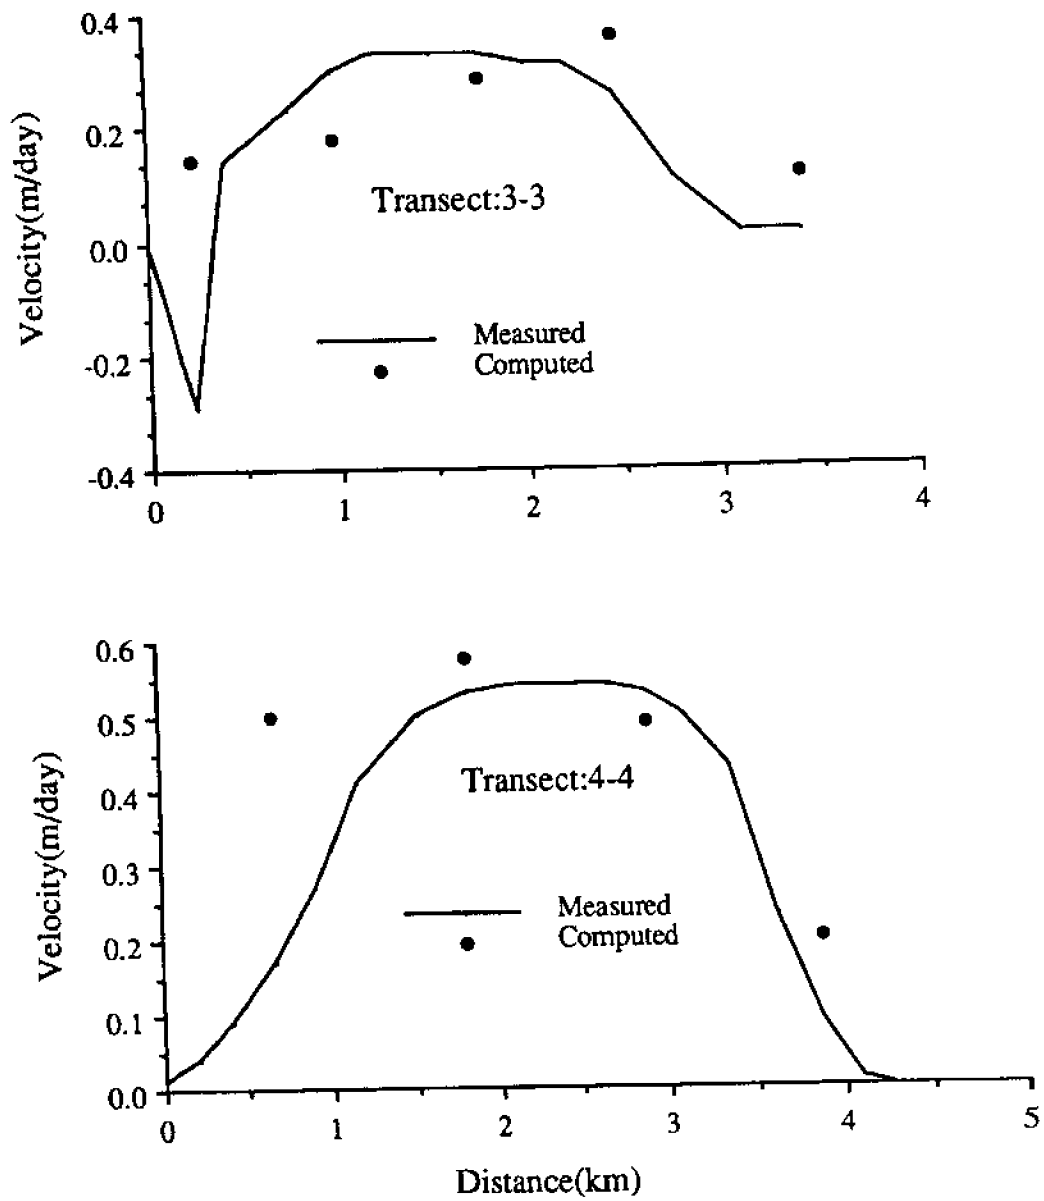 0.4
0.2
0.0
-0.2
-0.4
Velocity(m/day)
Transect:3-3
Measured
Computed
0 1 2 3 4
0.6
0.5
0.4
0.3
0.2
0.1
0.0
Velocity(m/day)
Transect:4-4
Measured
Computed
0 1 2 3 4 5
Distance(km)